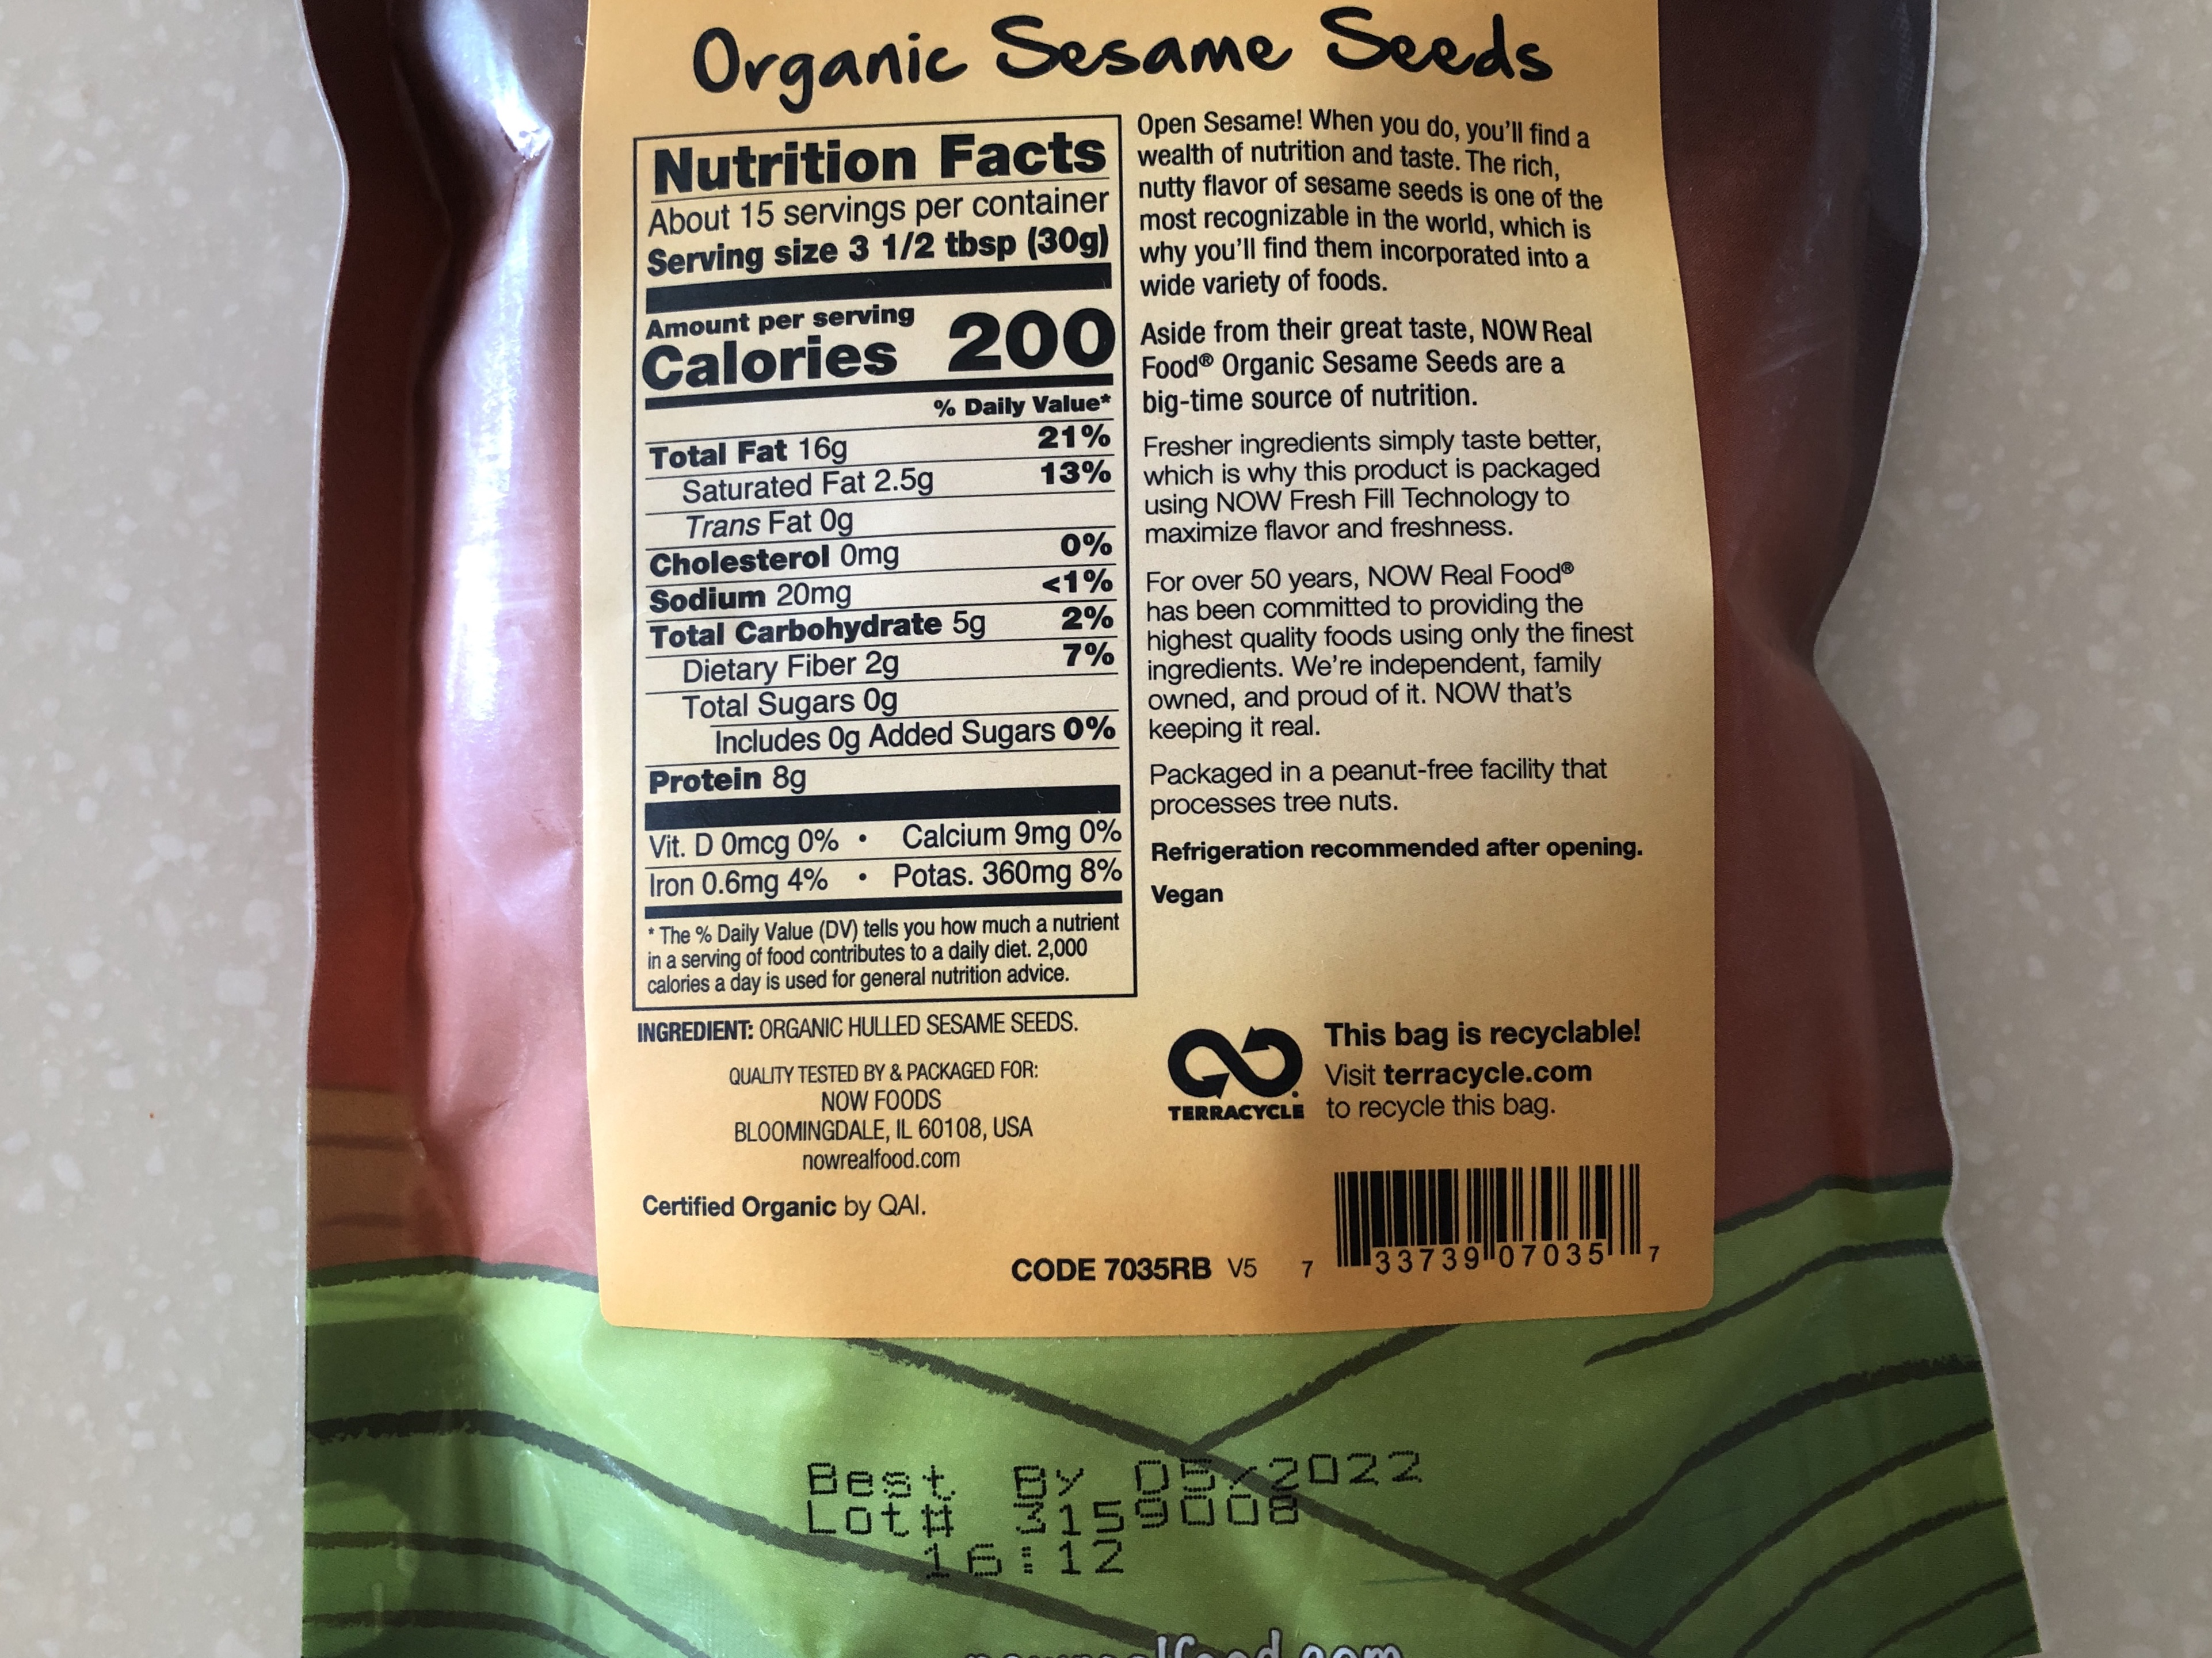 Organic Sesame Seeds
Nutrition Facts
About 15 servings per container
Serving size 3 1/2 tbsp (30g)
Amount per serving
Calories 200
% Daily Value*
Total Fat 16g 21%
Saturated Fat 2.5g 13%
Trans Fat 0g
Cholesterol 0mg 0%
Sodium 20mg <1%
Total Carbohydrate 5g 2%
Dietary Fiber 2g 7%
Total Sugars 0g
Includes 0g Added Sugars 0%
Protein 8g
Vit. D 0mcg 0% • Calcium 9mg 0%
Iron 0.6mg 4% • Potas. 360mg 8%
* The % Daily Value (DV) tells you how much a nutrient
in a serving of food contributes to a daily diet. 2,000
calories a day is used for general nutrition advice.
INGREDIENT: ORGANIC HULLED SESAME SEEDS.
QUALITY TESTED BY & PACKAGED FOR:
NOW FOODS
BLOOMINGDALE, IL 60108, USA
nowrealfood.com
Certified Organic by QAI.
Open Sesame! When you do, you'll find a
wealth of nutrition and taste. The rich,
nutty flavor of sesame seeds is one of the
most recognizable in the world, which is
why you'll find them incorporated into a
wide variety of foods.
Aside from their great taste, NOW Real
Food® Organic Sesame Seeds are a
big-time source of nutrition.
Fresher ingredients simply taste better,
which is why this product is packaged
using NOW Fresh Fill Technology to
maximize flavor and freshness.
For over 50 years, NOW Real Food®
has been committed to providing the
highest quality foods using only the finest
ingredients. We're independent, family
owned, and proud of it. NOW that's
keeping it real.
Packaged in a peanut-free facility that
processes tree nuts.
Refrigeration recommended after opening.
Vegan
TERRACYCLE
This bag is recyclable!
Visit terracycle.com
to recycle this bag.
CODE 7035RB V5
7 33739 07035 7
Best By 05/2022
Lot# 3159008
16:12
nowrealfood.com